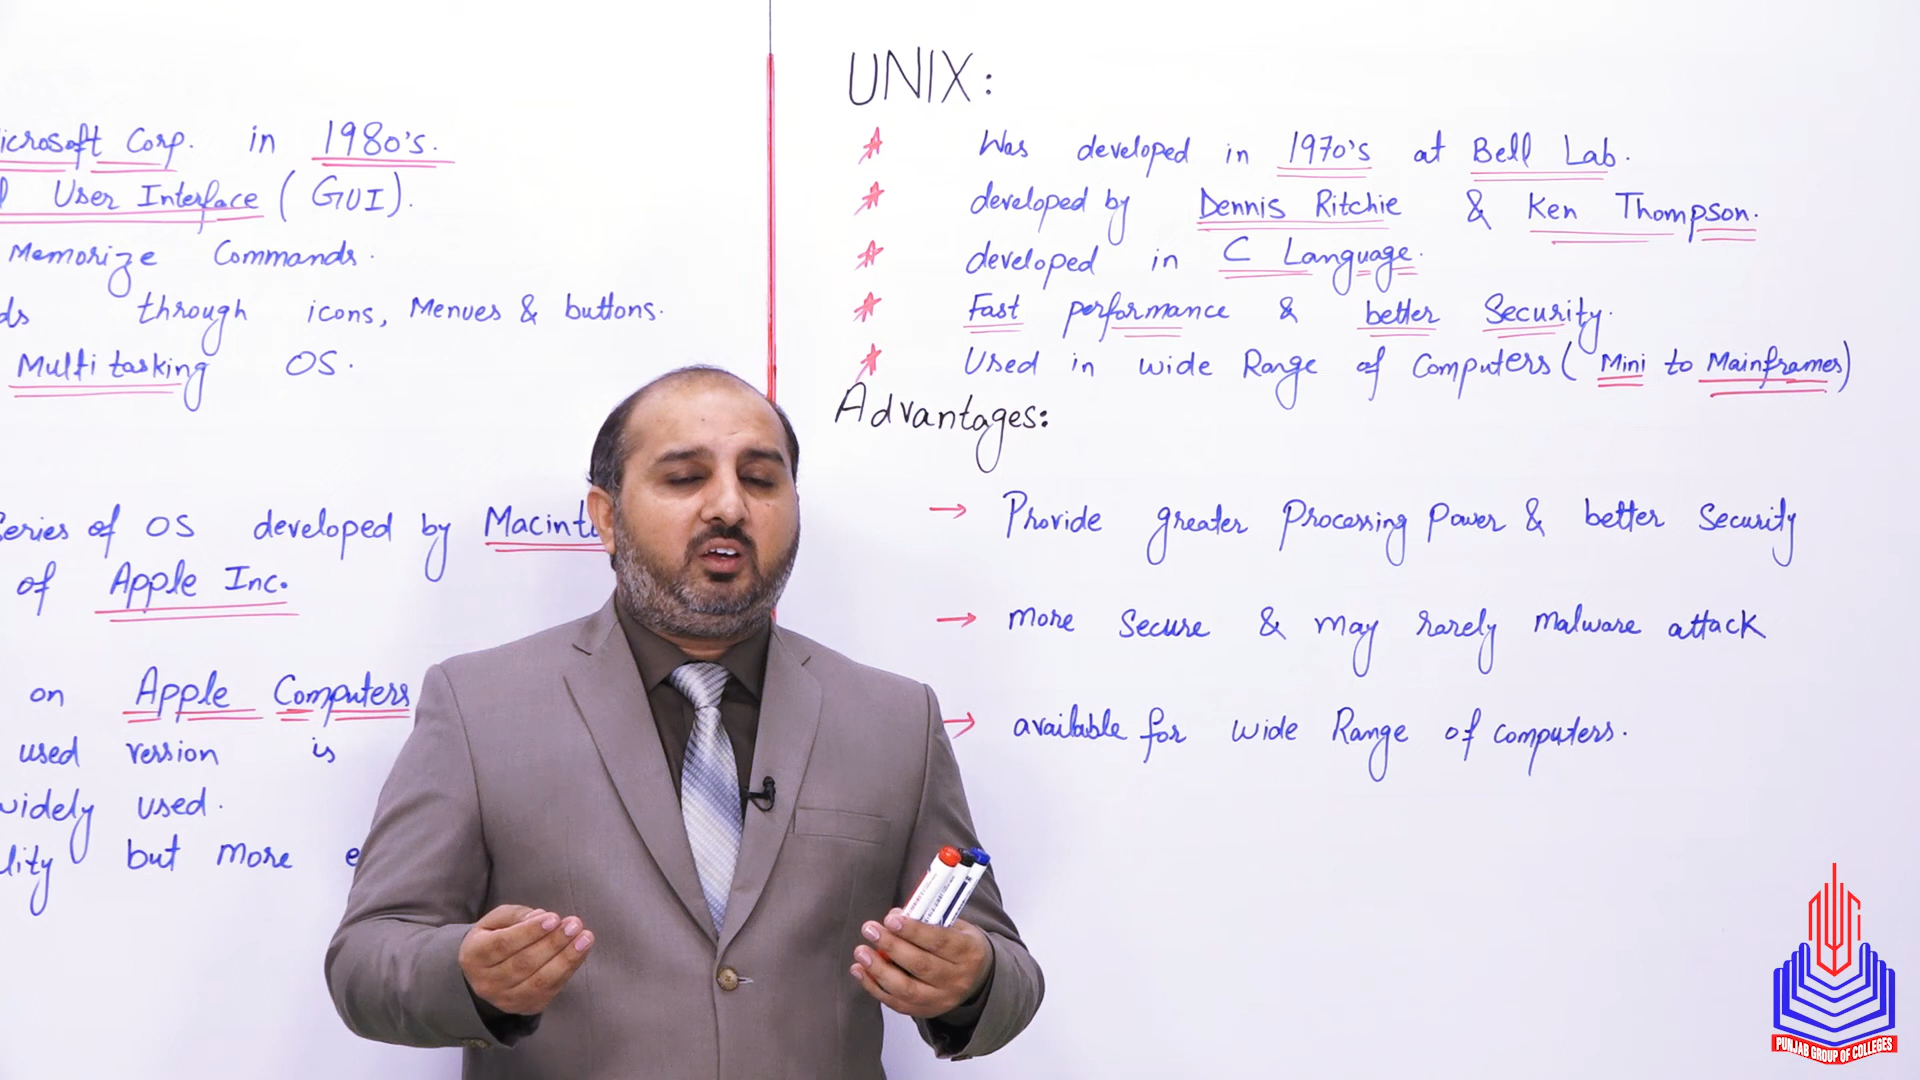 icrosoft Corp. in 1980's.
User Interface (GUI).
Memorize Commands.
ds through icons, Menues & buttons.
Multitasking OS.
Series of OS developed by Macint
of Apple Inc.
on Apple Computers
used version is
widely used.
lity but more e
UNIX:
Was developed in 1970's at Bell Lab.
developed by Dennis Ritchie & Ken Thompson.
developed in C Language.
Fast performance & better Security.
Used in wide Range of Computers (Mini to Mainframes)
Advantages:
→ Provide greater Processing Power & better Security
→ more Secure & may rarely malware attack
→ available for wide Range of computers.
PUNJAB GROUP OF COLLEGES